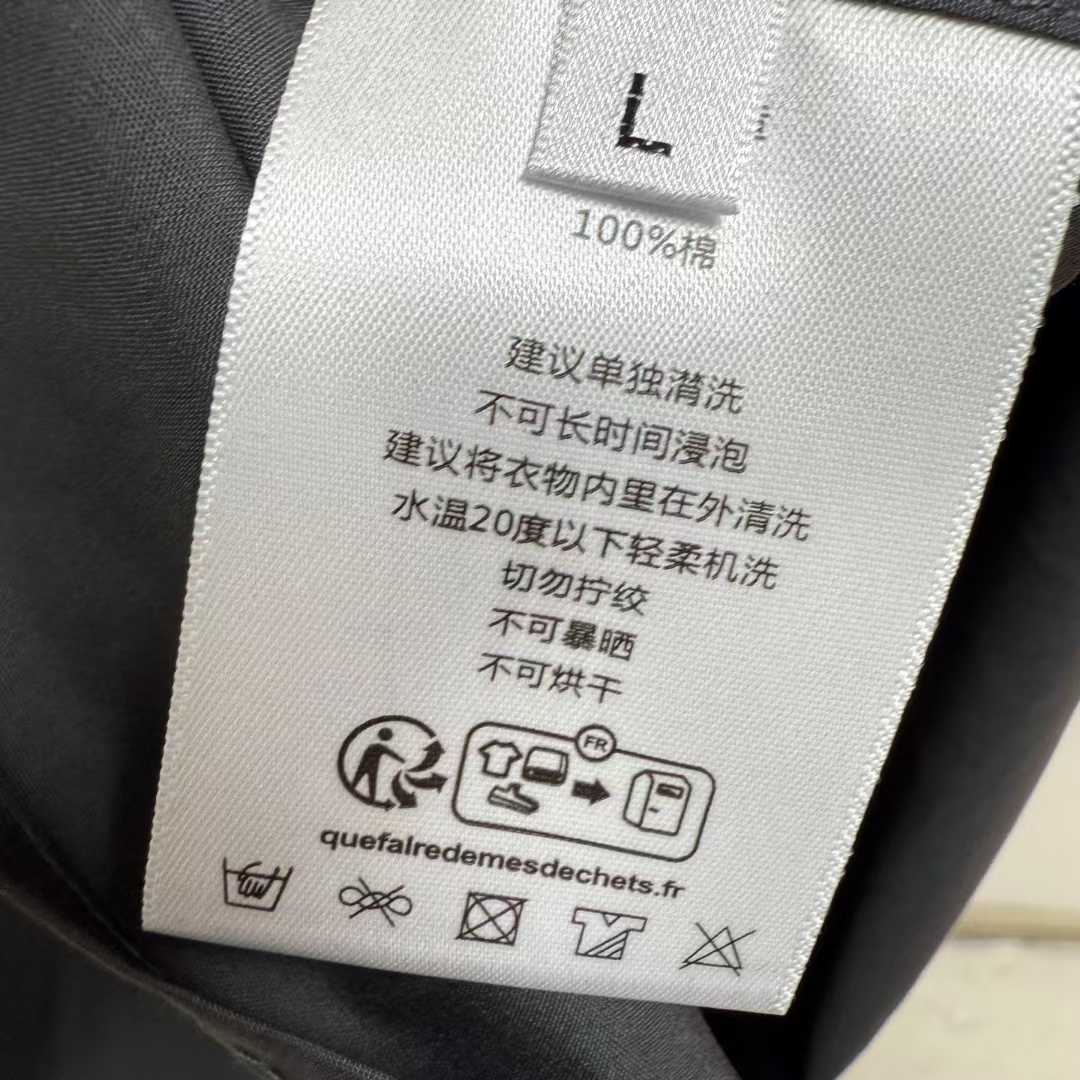 L
100%棉
建议单独清洗
不可长时间浸泡
建议将衣物内里在外清洗
水温20度以下轻柔机洗
切勿拧绞
不可暴晒
不可烘干
FR
quefairedemesdechets.fr